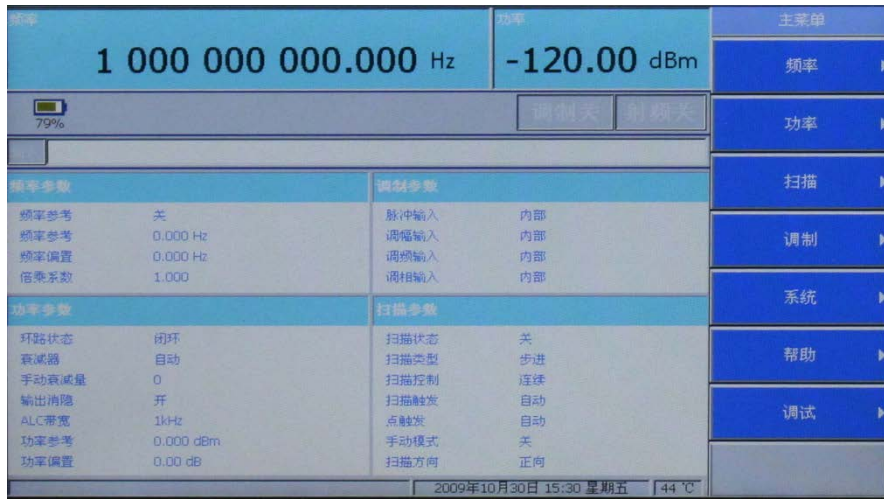 频率
1 000 000 000.000 Hz
功率
-120.00 dBm
79%
调制关 射频关
频率参数
频率参考 关
频率参考 0.000 Hz
频率偏置 0.000 Hz
倍乘系数 1.000
调制参数
脉冲输入 内部
调幅输入 内部
调频输入 内部
调相输入 内部
功率参数
环路状态 闭环
衰减器 自动
手动衰减量 0
输出消隐 开
ALC带宽 1kHz
功率参考 0.000 dBm
功率偏置 0.00 dB
扫描参数
扫描状态 关
扫描类型 步进
扫描控制 连续
扫描触发 自动
点触发 自动
手动模式 关
扫描方向 正向
2009年10月30日 15:30 星期五 44 ℃
主菜单
频率
功率
扫描
调制
系统
帮助
调试